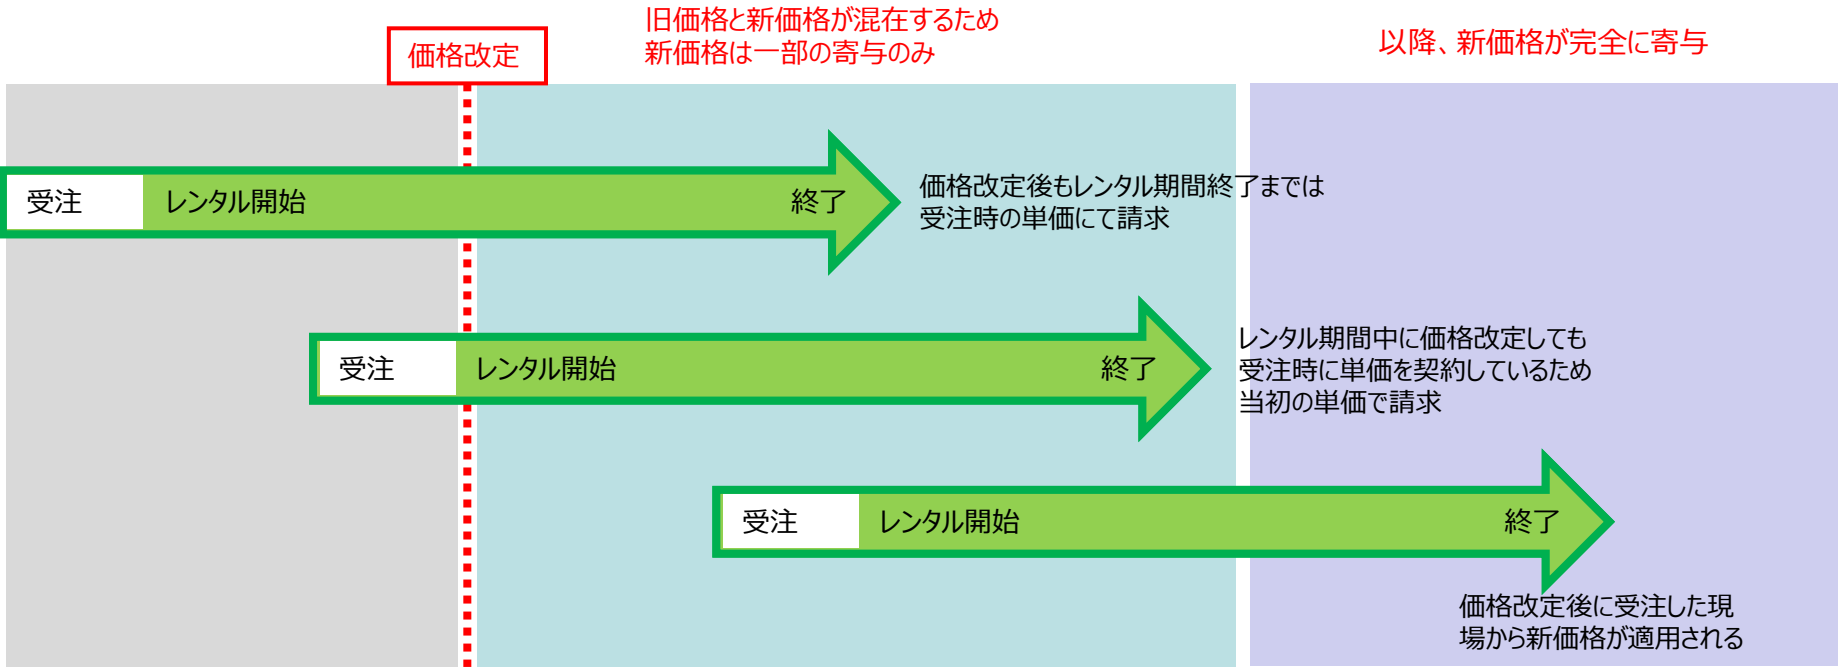 旧価格と新価格が混在するため
新価格は一部の寄与のみ
以降、新価格が完全に寄与
価格改定
受注
レンタル開始
終了
価格改定後もレンタル期間終了までは
受注時の単価にて請求
受注
レンタル開始
終了
レンタル期間中に価格改定しても
受注時に単価を契約しているため
当初の単価で請求
受注
レンタル開始
終了
価格改定後に受注した現
場から新価格が適用される